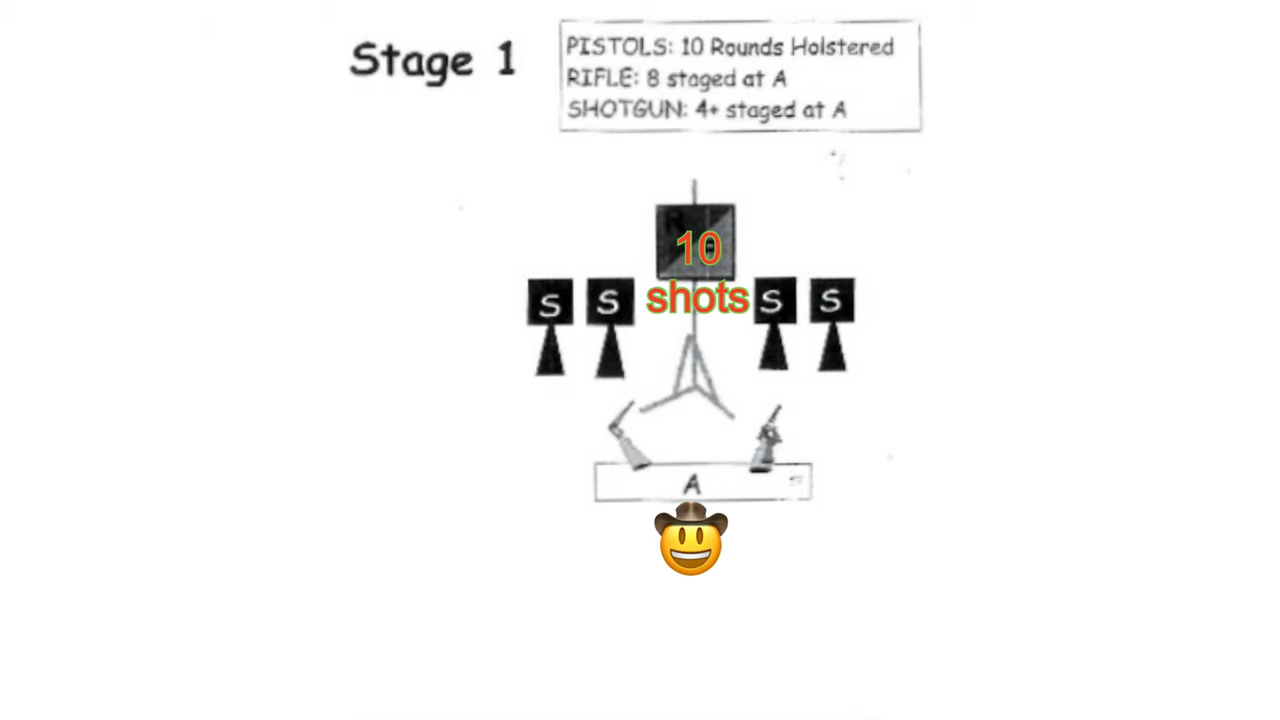 Stage 1
PISTOLS: 10 Rounds Holstered
RIFLE: 8 staged at A
SHOTGUN: 4+ staged at A
10
shots
S S S S
A